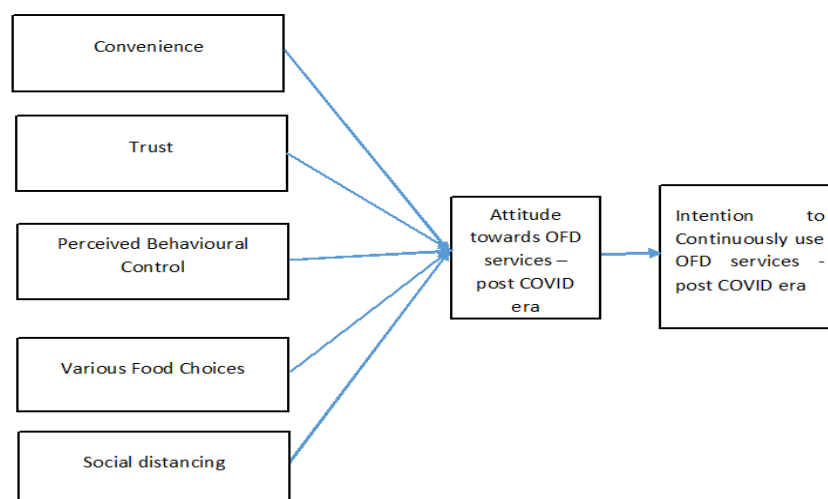 Convenience
Trust
Perceived Behavioural
Control
Various Food Choices
Social distancing
Attitude
towards OFD
services –
post COVID
era
Intention to
Continuously use
OFD services -
post COVID era